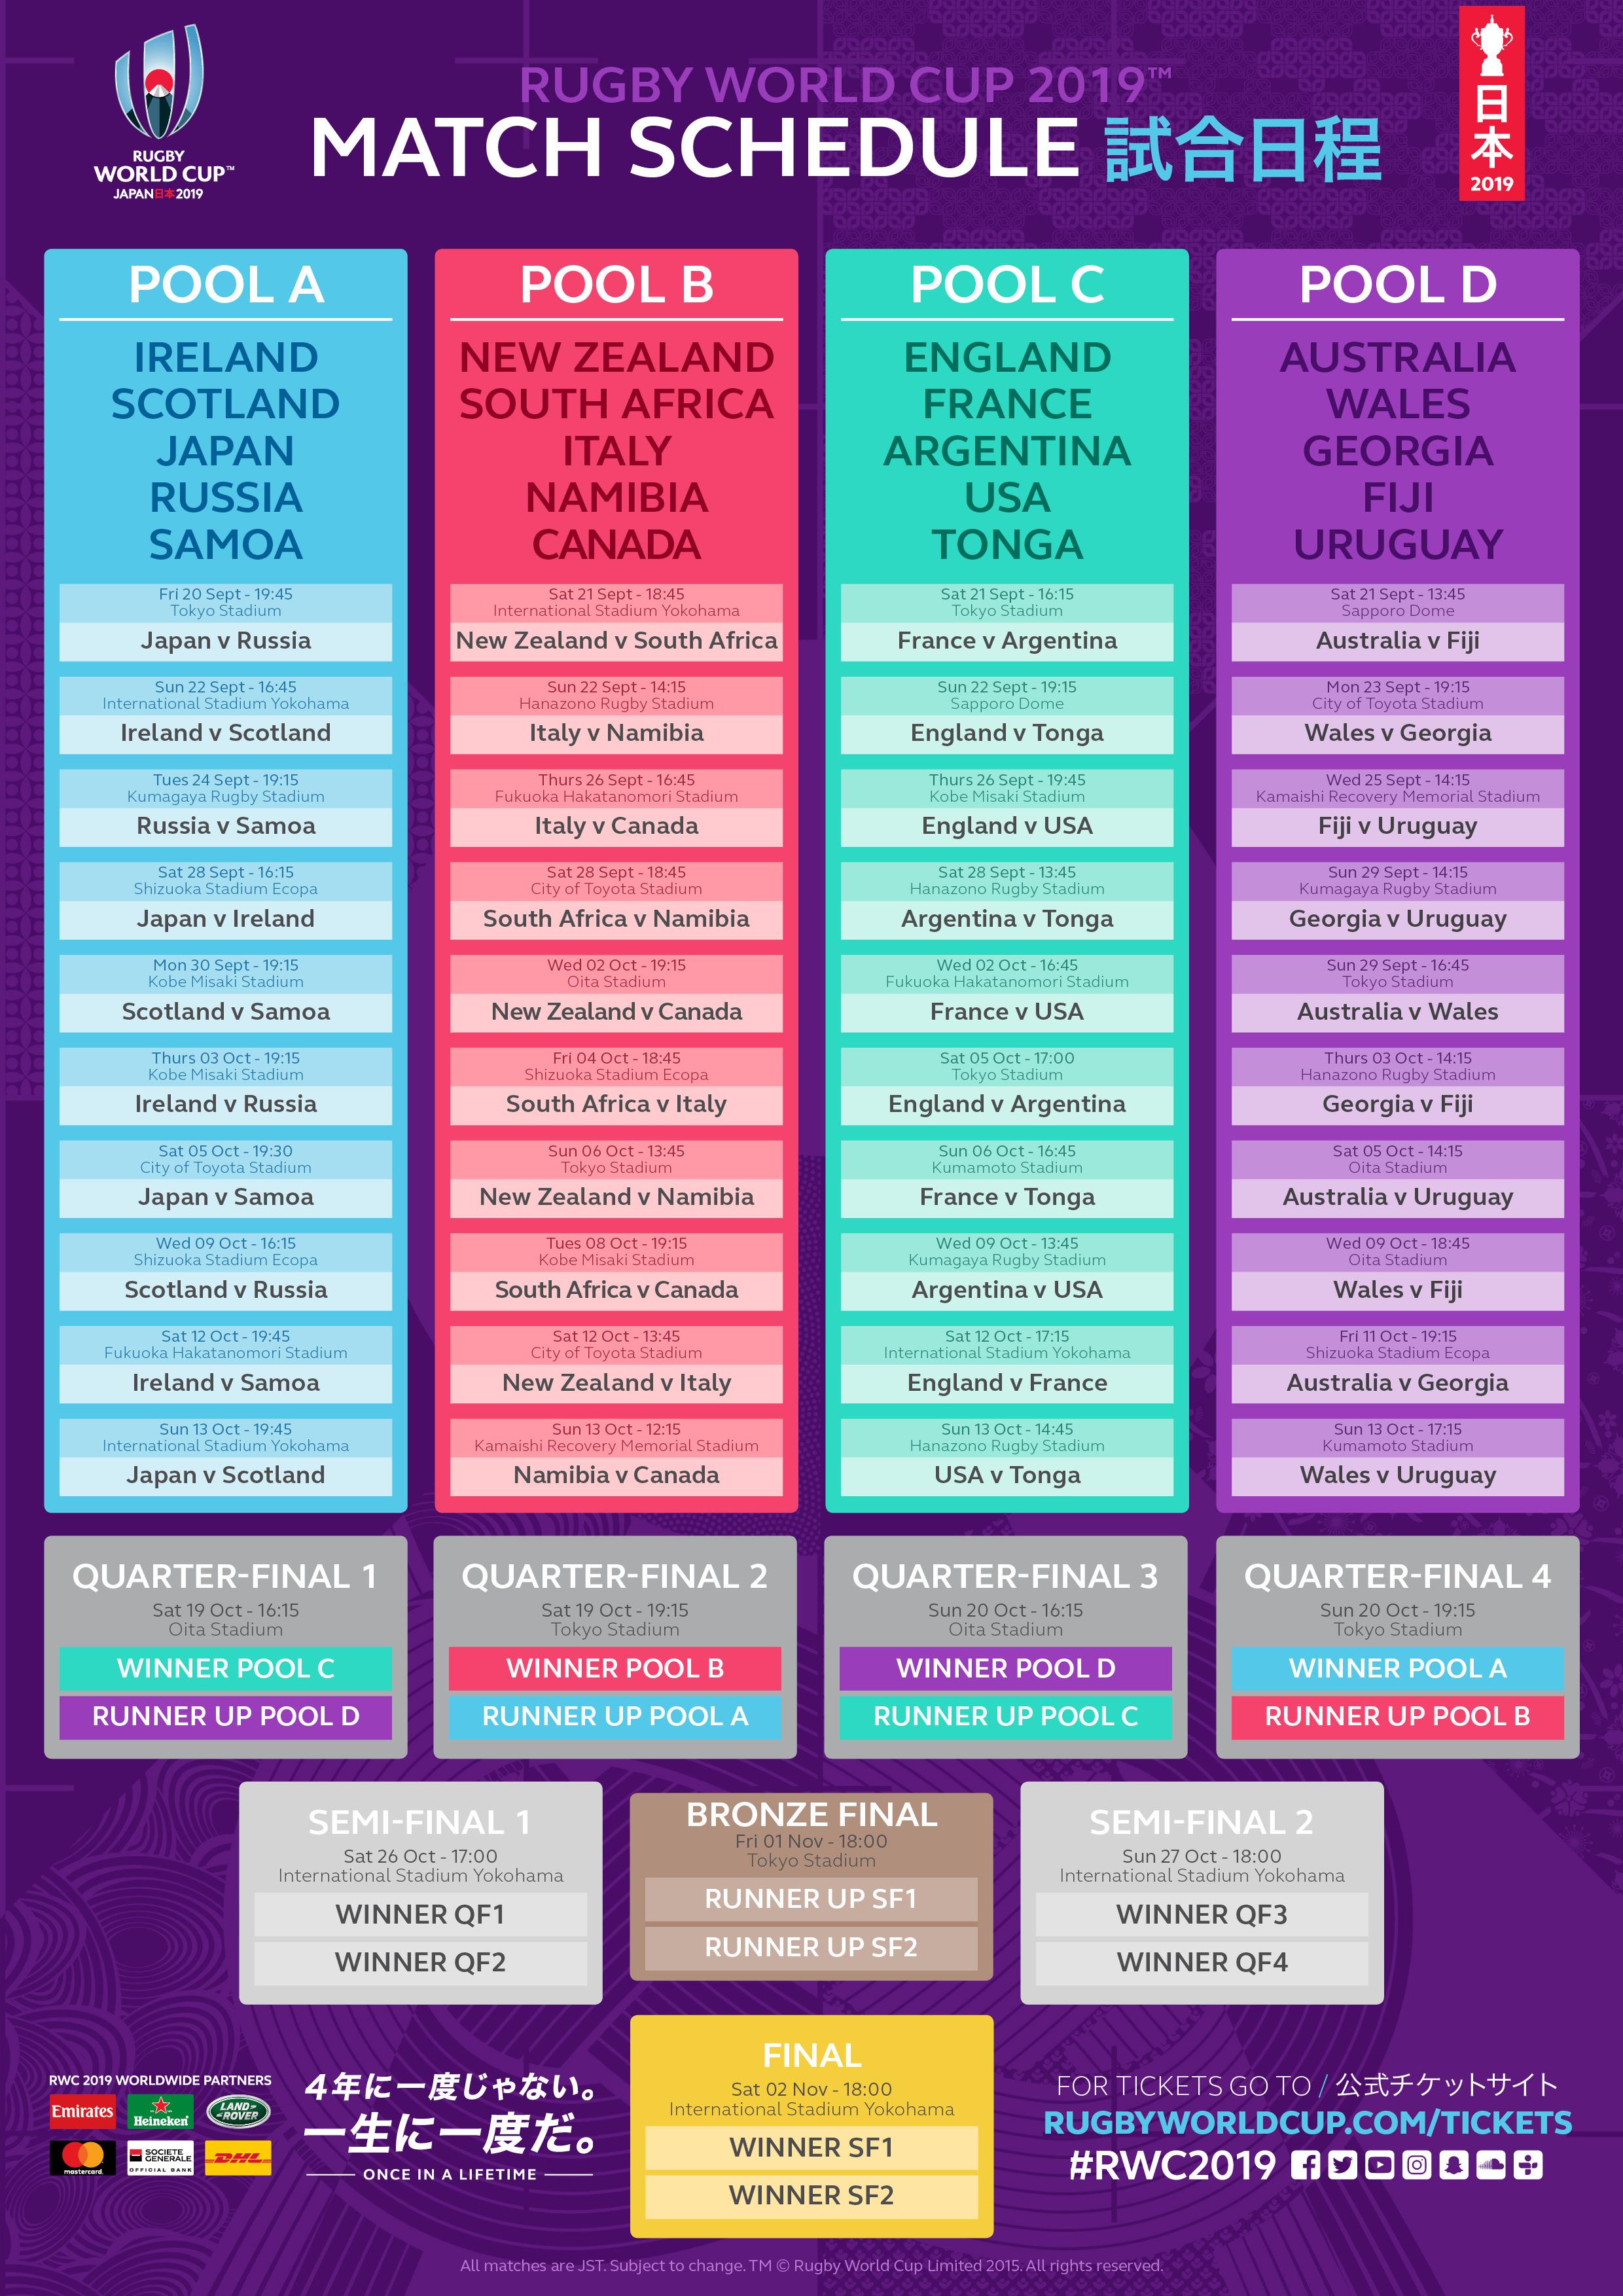 RUGBY
WORLD CUP™
JAPAN日本2019
RUGBY WORLD CUP 2019™
MATCH SCHEDULE 試合日程
日本
2019
POOL A
IRELAND
SCOTLAND
JAPAN
RUSSIA
SAMOA
Fri 20 Sept - 19:45
Tokyo Stadium
Japan v Russia
Sun 22 Sept - 16:45
International Stadium Yokohama
Ireland v Scotland
Tues 24 Sept - 19:15
Kumagaya Rugby Stadium
Russia v Samoa
Sat 28 Sept - 16:15
Shizuoka Stadium Ecopa
Japan v Ireland
Mon 30 Sept - 19:15
Kobe Misaki Stadium
Scotland v Samoa
Thurs 03 Oct - 19:15
Kobe Misaki Stadium
Ireland v Russia
Sat 05 Oct - 19:30
City of Toyota Stadium
Japan v Samoa
Wed 09 Oct - 16:15
Shizuoka Stadium Ecopa
Scotland v Russia
Sat 12 Oct - 19:45
Fukuoka Hakatanomori Stadium
Ireland v Samoa
Sun 13 Oct - 19:45
International Stadium Yokohama
Japan v Scotland
POOL B
NEW ZEALAND
SOUTH AFRICA
ITALY
NAMIBIA
CANADA
Sat 21 Sept - 18:45
International Stadium Yokohama
New Zealand v South Africa
Sun 22 Sept - 14:15
Hanazono Rugby Stadium
Italy v Namibia
Thurs 26 Sept - 16:45
Fukuoka Hakatanomori Stadium
Italy v Canada
Sat 28 Sept - 18:45
City of Toyota Stadium
South Africa v Namibia
Wed 02 Oct - 19:15
Oita Stadium
New Zealand v Canada
Fri 04 Oct - 18:45
Shizuoka Stadium Ecopa
South Africa v Italy
Sun 06 Oct - 13:45
Tokyo Stadium
New Zealand v Namibia
Tues 08 Oct - 19:15
Kobe Misaki Stadium
South Africa v Canada
Sat 12 Oct - 13:45
City of Toyota Stadium
New Zealand v Italy
Sun 13 Oct - 12:15
Kamaishi Recovery Memorial Stadium
Namibia v Canada
POOL C
ENGLAND
FRANCE
ARGENTINA
USA
TONGA
Sat 21 Sept - 16:15
Tokyo Stadium
France v Argentina
Sun 22 Sept - 19:15
Sapporo Dome
England v Tonga
Thurs 26 Sept - 19:45
Kobe Misaki Stadium
England v USA
Sat 28 Sept - 13:45
Hanazono Rugby Stadium
Argentina v Tonga
Wed 02 Oct - 16:45
Fukuoka Hakatanomori Stadium
France v USA
Sat 05 Oct - 17:00
Tokyo Stadium
England v Argentina
Sun 06 Oct - 16:45
Kumamoto Stadium
France v Tonga
Wed 09 Oct - 13:45
Kumagaya Rugby Stadium
Argentina v USA
Sat 12 Oct - 17:15
International Stadium Yokohama
England v France
Sun 13 Oct - 14:45
Hanazono Rugby Stadium
USA v Tonga
POOL D
AUSTRALIA
WALES
GEORGIA
FIJI
URUGUAY
Sat 21 Sept - 13:45
Sapporo Dome
Australia v Fiji
Mon 23 Sept - 19:15
City of Toyota Stadium
Wales v Georgia
Wed 25 Sept - 14:15
Kamaishi Recovery Memorial Stadium
Fiji v Uruguay
Sun 29 Sept - 14:15
Kumagaya Rugby Stadium
Georgia v Uruguay
Sun 29 Sept - 16:45
Tokyo Stadium
Australia v Wales
Thurs 03 Oct - 14:15
Hanazono Rugby Stadium
Georgia v Fiji
Sat 05 Oct - 14:15
Oita Stadium
Australia v Uruguay
Wed 09 Oct - 18:45
Oita Stadium
Wales v Fiji
Fri 11 Oct - 19:15
Shizuoka Stadium Ecopa
Australia v Georgia
Sun 13 Oct - 17:15
Kumamoto Stadium
Wales v Uruguay
QUARTER-FINAL 1
Sat 19 Oct - 16:15
Oita Stadium
WINNER POOL C
RUNNER UP POOL D
QUARTER-FINAL 2
Sat 19 Oct - 19:15
Tokyo Stadium
WINNER POOL B
RUNNER UP POOL A
QUARTER-FINAL 3
Sun 20 Oct - 16:15
Oita Stadium
WINNER POOL D
RUNNER UP POOL C
QUARTER-FINAL 4
Sun 20 Oct - 19:15
Tokyo Stadium
WINNER POOL A
RUNNER UP POOL B
SEMI-FINAL 1
Sat 26 Oct - 17:00
International Stadium Yokohama
WINNER QF1
WINNER QF2
BRONZE FINAL
Fri 01 Nov - 18:00
Tokyo Stadium
RUNNER UP SF1
RUNNER UP SF2
SEMI-FINAL 2
Sun 27 Oct - 18:00
International Stadium Yokohama
WINNER QF3
WINNER QF4
FINAL
Sat 02 Nov - 18:00
International Stadium Yokohama
WINNER SF1
WINNER SF2
RWC 2019 WORLDWIDE PARTNERS
Emirates
Heineken
LAND-ROVER
mastercard
SOCIETE GENERALE
OFFICIAL BANK
DHL
4年に一度じゃない。
一生に一度だ。
ONCE IN A LIFETIME
FOR TICKETS GO TO / 公式チケットサイト
RUGBYWORLDCUP.COM/TICKETS
#RWC2019
All matches are JST. Subject to change. TM © Rugby World Cup Limited 2015. All rights reserved.